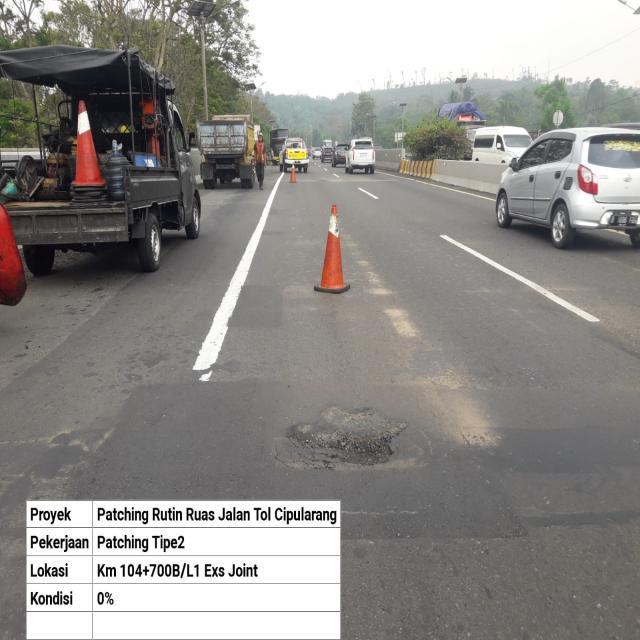 Proyek Patching Rutin Ruas Jalan Tol Cipularang
Pekerjaan Patching Tipe2
Lokasi Km 104+700B/L1 Exs Joint
Kondisi 0%